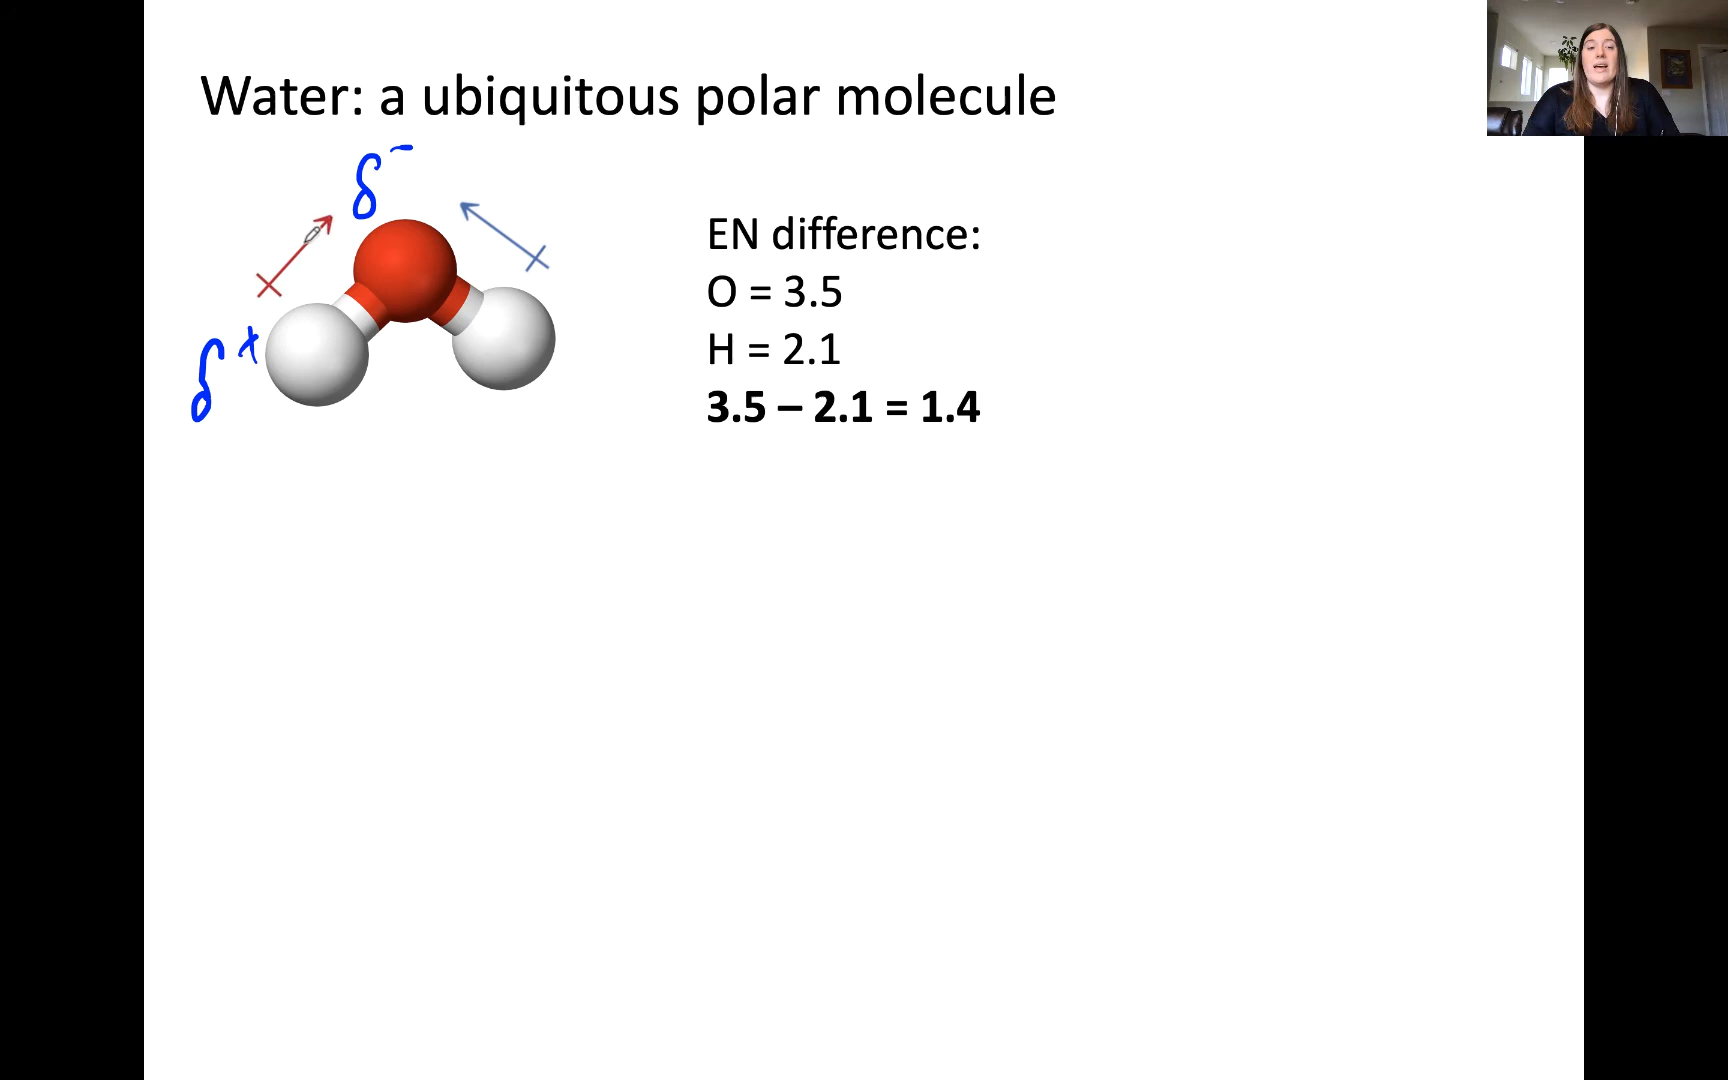 Water: a ubiquitous polar molecule
δ⁻
δ⁺
EN difference:
O = 3.5
H = 2.1
3.5 – 2.1 = 1.4